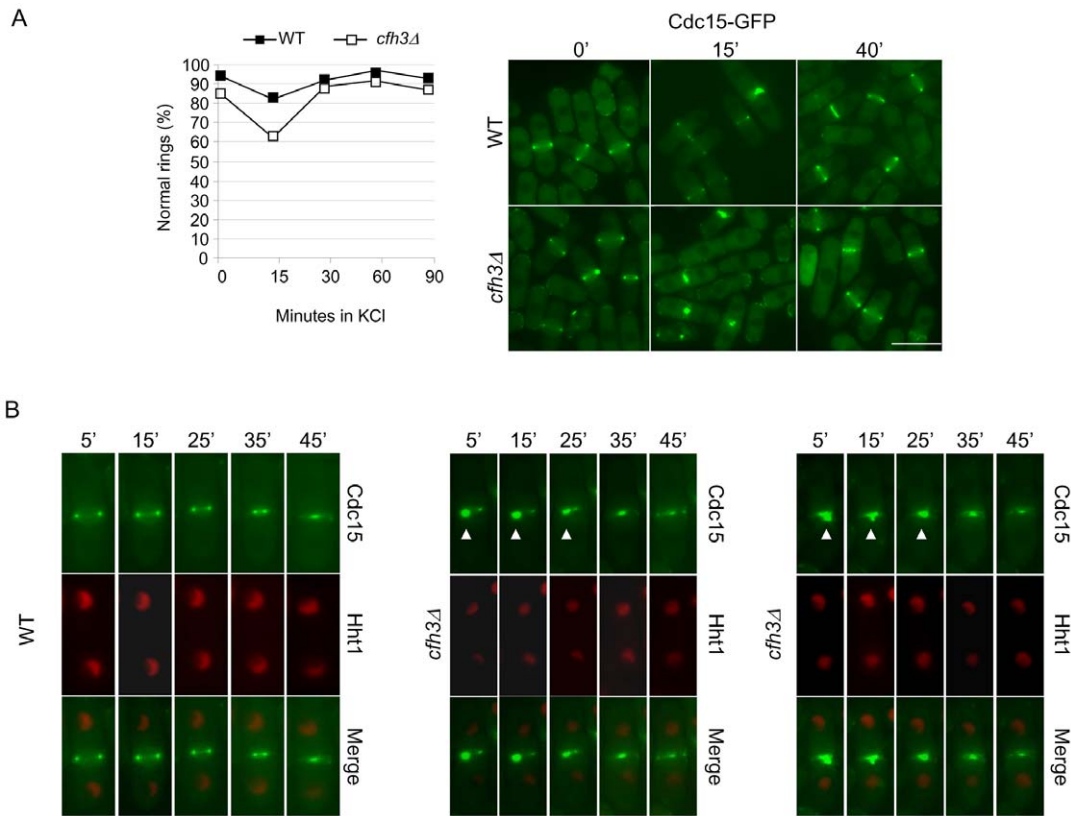 A
WT cfh3Δ
Normal rings (%)
100
90
80
70
60
50
40
30
20
10
0
0 15 30 60 90
Minutes in KCl
Cdc15-GFP
0’ 15’ 40’
WT
cfh3Δ
B
5’ 15’ 25’ 35’ 45’
WT
Cdc15
Hht1
Merge
5’ 15’ 25’ 35’ 45’
cfh3Δ
Cdc15
Hht1
Merge
5’ 15’ 25’ 35’ 45’
cfh3Δ
Cdc15
Hht1
Merge